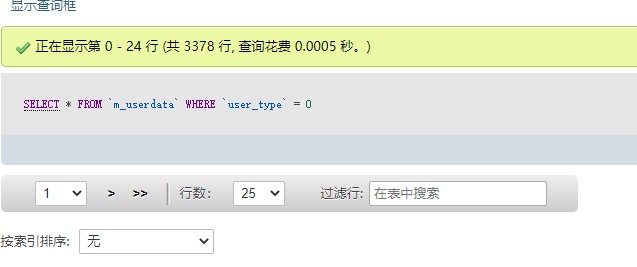 显示查询框
正在显示第 0 - 24 行 (共 3378 行, 查询花费 0.0005 秒。)
SELECT * FROM `m_userdata` WHERE `user_type` = 0
1 > >> 行数: 25 过滤行: 在表中搜索
按索引排序: 无